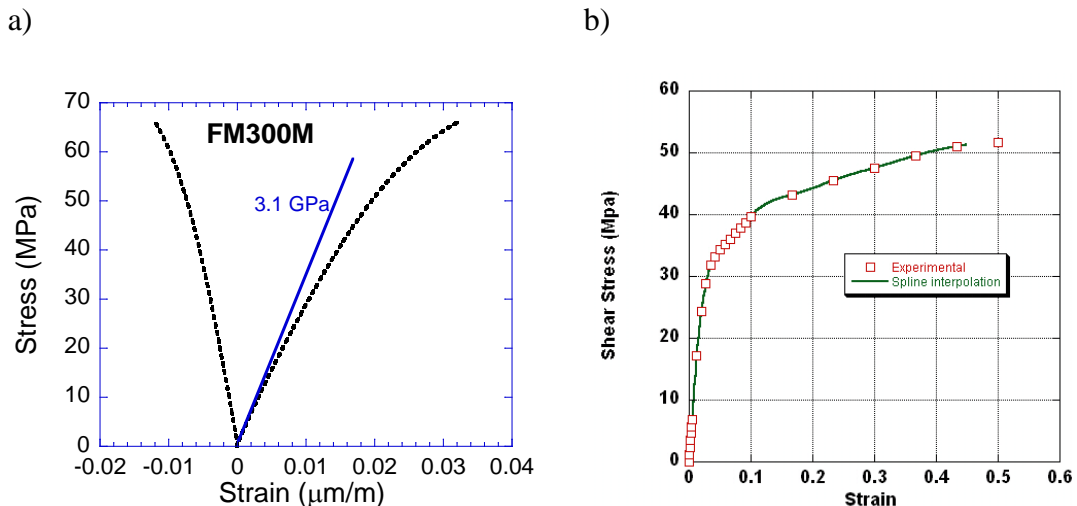 a)
b)
70
60
50
40
30
20
10
0
Stress (MPa)
FM300M
3.1 GPa
-0.02 -0.01 0 0.01 0.02 0.03 0.04
Strain (μm/m)
60
50
40
30
20
10
0
Shear Stress (Mpa)
Experimental
Spline interpolation
0 0.1 0.2 0.3 0.4 0.5 0.6
Strain